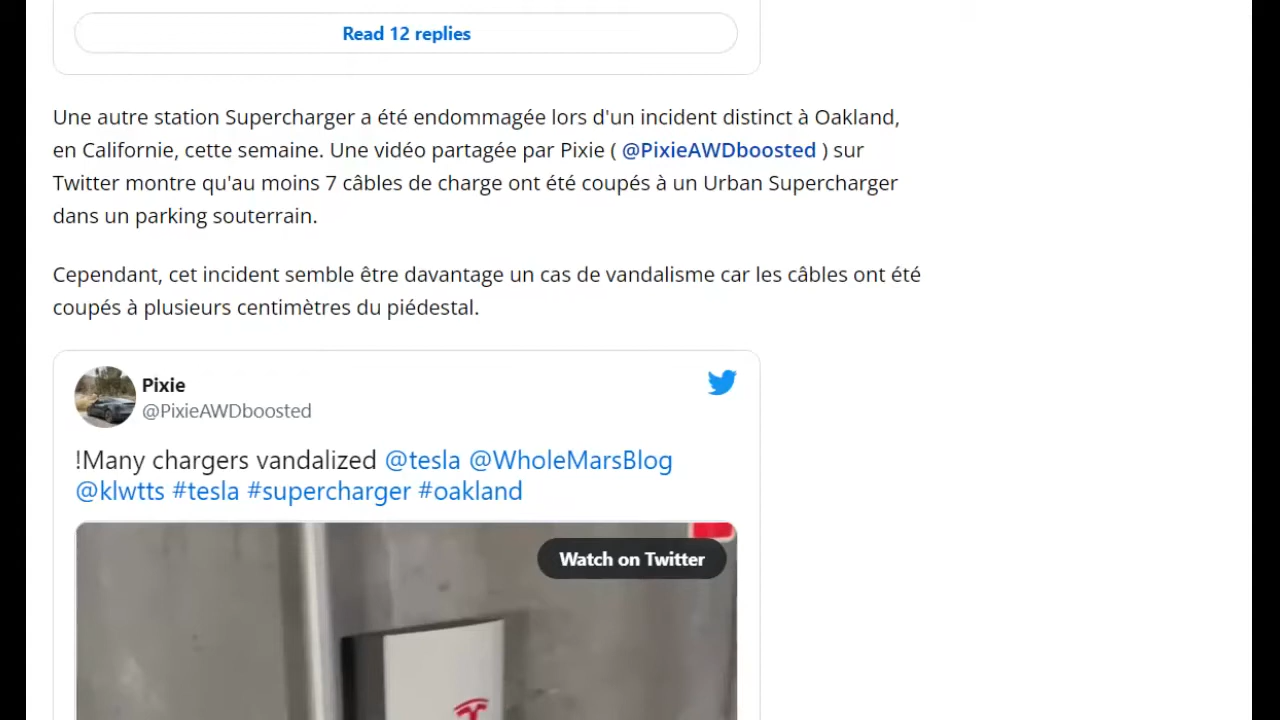 Read 12 replies
Une autre station Supercharger a été endommagée lors d'un incident distinct à Oakland,
en Californie, cette semaine. Une vidéo partagée par Pixie ( @PixieAWDboosted ) sur
Twitter montre qu'au moins 7 câbles de charge ont été coupés à un Urban Supercharger
dans un parking souterrain.
Cependant, cet incident semble être davantage un cas de vandalisme car les câbles ont été
coupés à plusieurs centimètres du piédestal.
Pixie
@PixieAWDboosted
!Many chargers vandalized @tesla @WholeMarsBlog
@klwtts #tesla #supercharger #oakland
Watch on Twitter